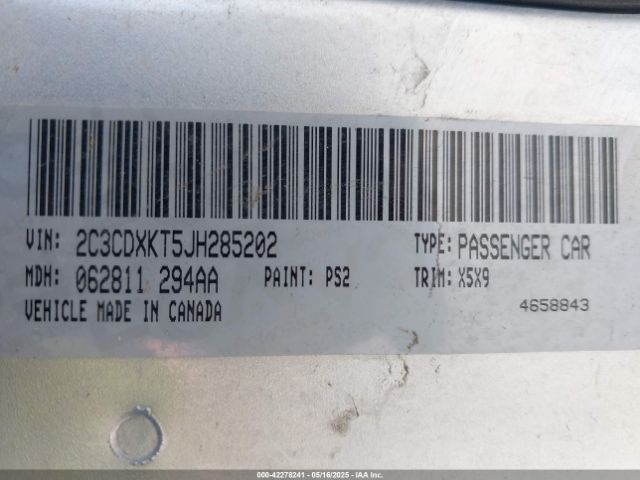 VIN: 2C3CDXKT5JH285202 TYPE: PASSENGER CAR
MDH: 062811 294AA PAINT: PS2 TRIM: X5X9
VEHICLE MADE IN CANADA 4658843
000-42278241 - 05/16/2025 - IAA Inc.